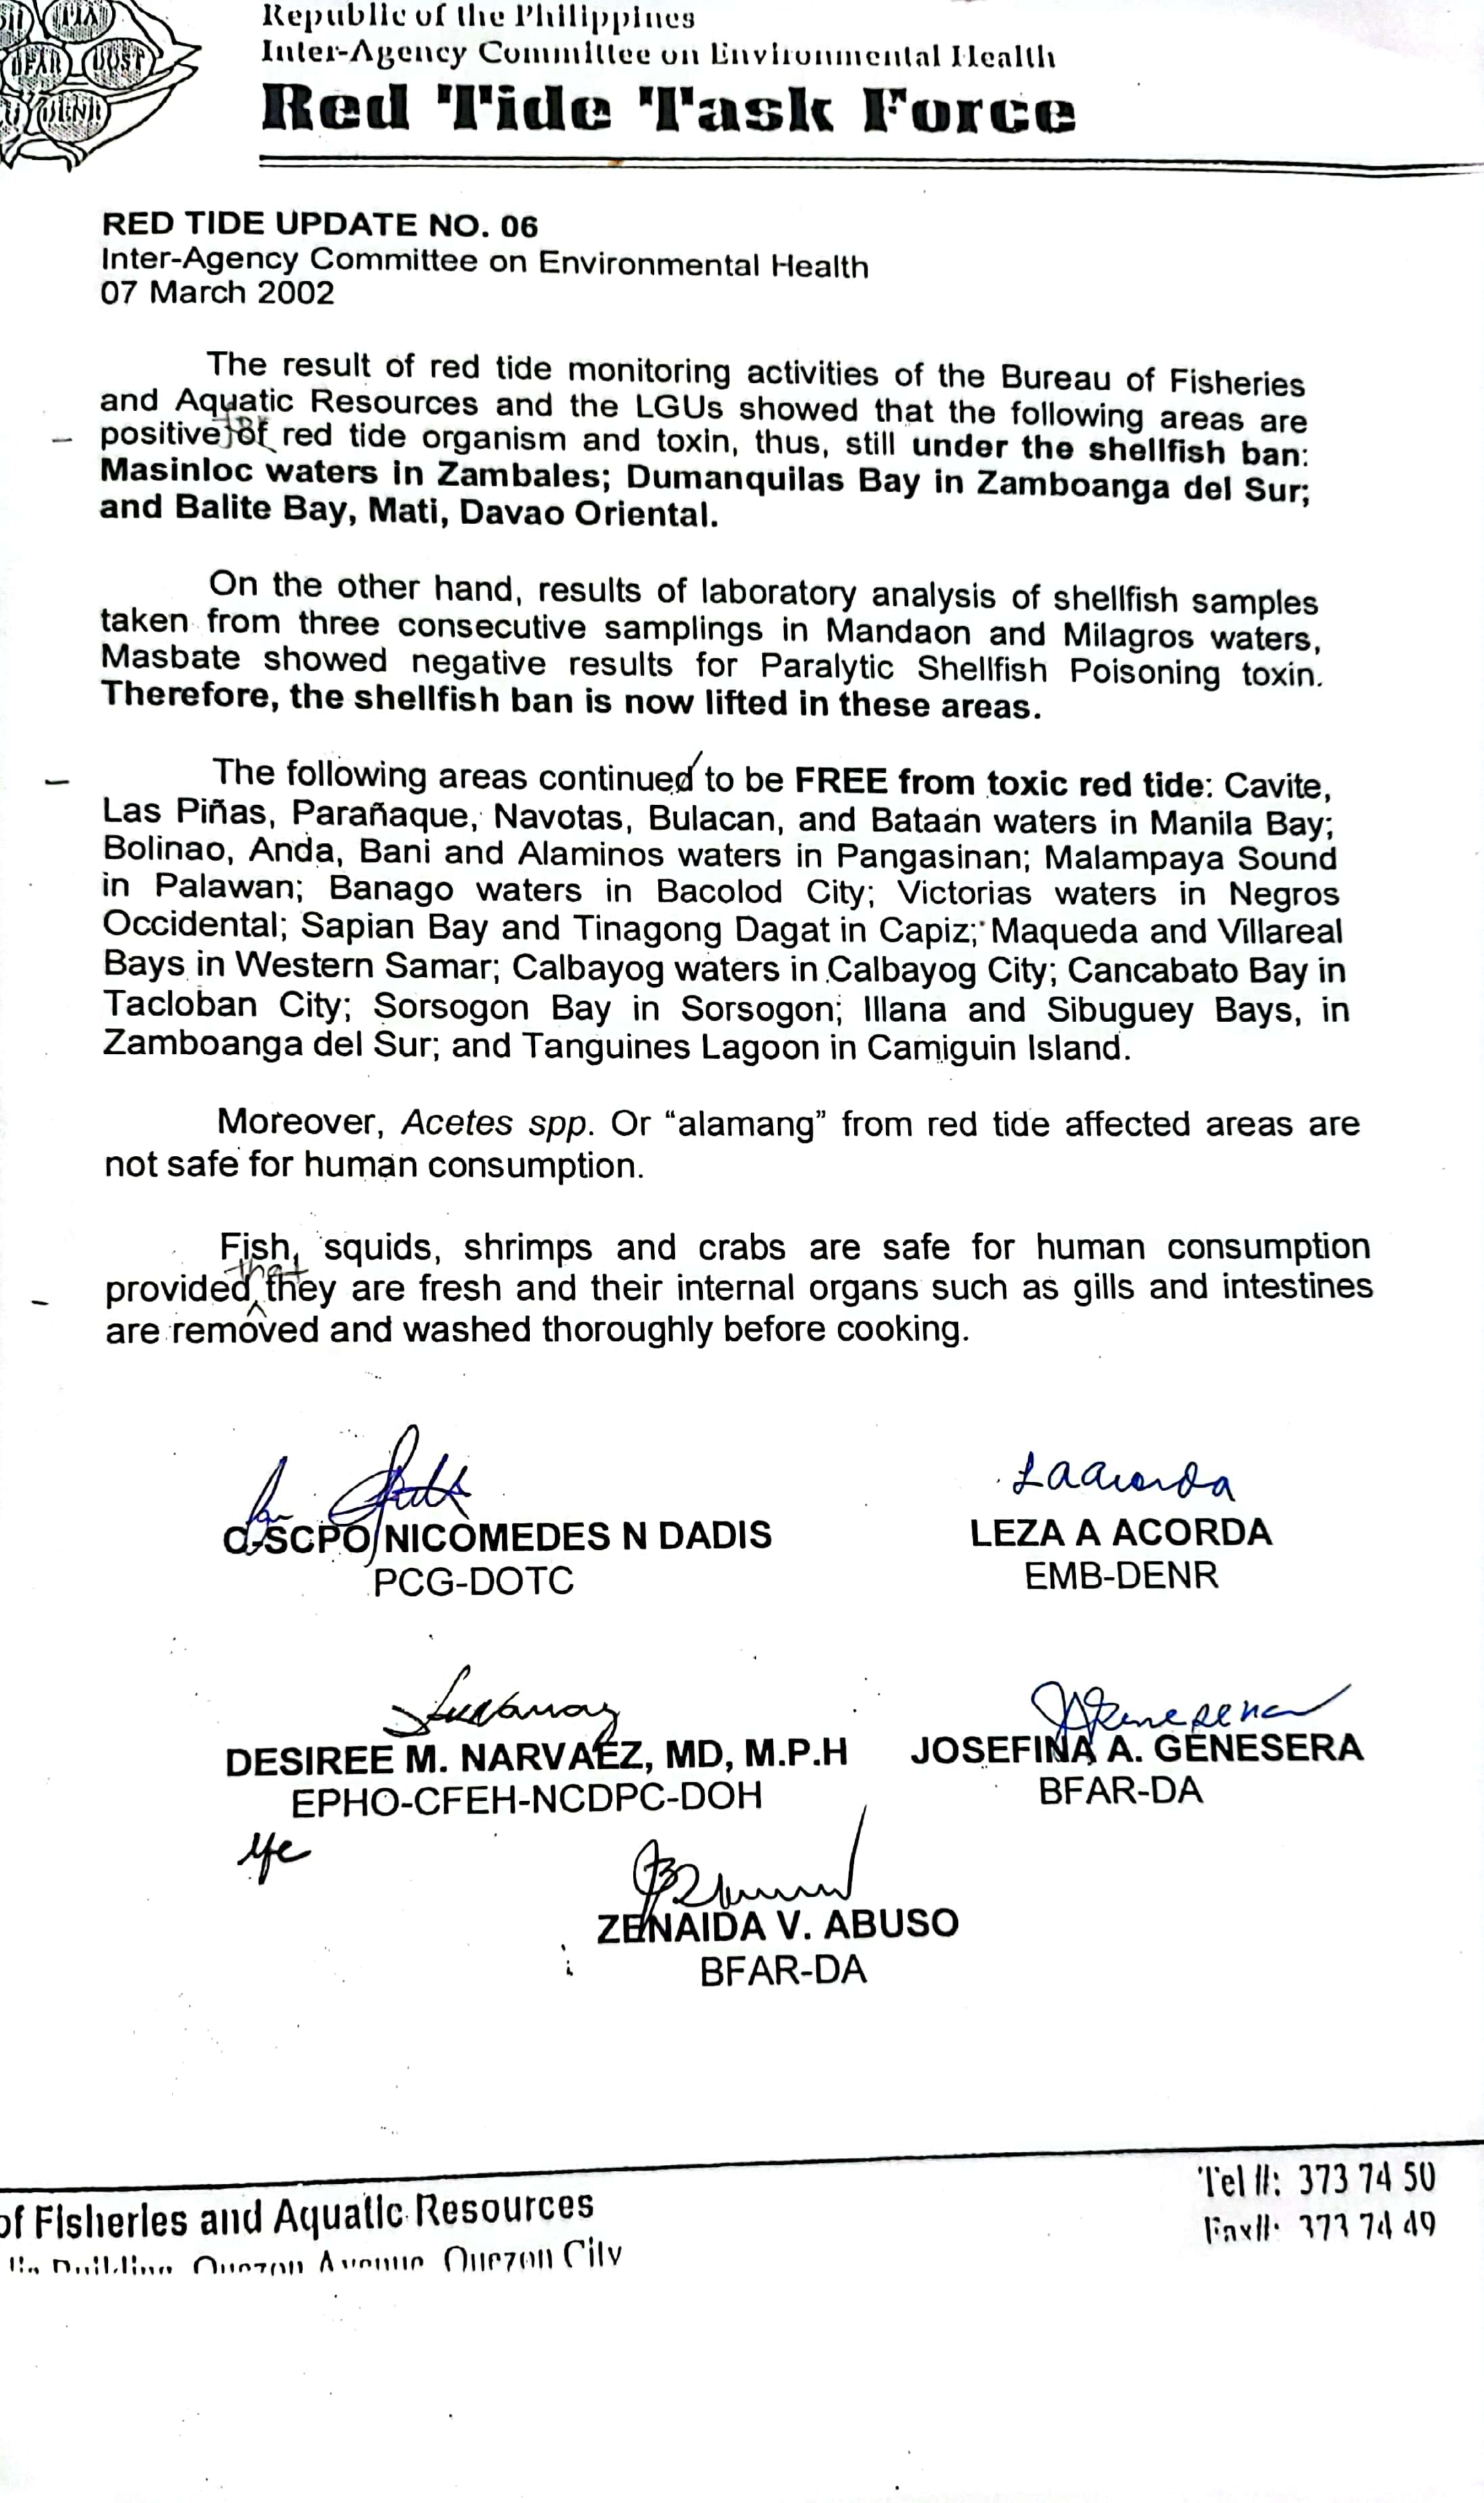 BFAR
DOST
DENR
Republic of the Philippines
Inter-Agency Committee on Environmental Health
Red Tide Task Force
RED TIDE UPDATE NO. 06
Inter-Agency Committee on Environmental Health
07 March 2002
The result of red tide monitoring activities of the Bureau of Fisheries
and Aquatic Resources and the LGUs showed that the following areas are
– positive for red tide organism and toxin, thus, still under the shellfish ban:
Masinloc waters in Zambales; Dumanquilas Bay in Zamboanga del Sur;
and Balite Bay, Mati, Davao Oriental.
On the other hand, results of laboratory analysis of shellfish samples
taken from three consecutive samplings in Mandaon and Milagros waters,
Masbate showed negative results for Paralytic Shellfish Poisoning toxin.
Therefore, the shellfish ban is now lifted in these areas.
– The following areas continued to be FREE from toxic red tide: Cavite,
Las Piñas, Parañaque, Navotas, Bulacan, and Bataan waters in Manila Bay;
Bolinao, Anda, Bani and Alaminos waters in Pangasinan; Malampaya Sound
in Palawan; Banago waters in Bacolod City; Victorias waters in Negros
Occidental; Sapian Bay and Tinagong Dagat in Capiz; Maqueda and Villareal
Bays in Western Samar; Calbayog waters in Calbayog City; Cancabato Bay in
Tacloban City; Sorsogon Bay in Sorsogon; Illana and Sibuguey Bays, in
Zamboanga del Sur; and Tanguines Lagoon in Camiguin Island.
Moreover, Acetes spp. Or “alamang” from red tide affected areas are
not safe for human consumption.
Fish, squids, shrimps and crabs are safe for human consumption
that
– provided they are fresh and their internal organs such as gills and intestines
are removed and washed thoroughly before cooking.
SCPO NICOMEDES N DADIS
PCG-DOTC
LAAcorda
LEZA A ACORDA
EMB-DENR
DESIREE M. NARVAEZ, MD, M.P.H
EPHO-CFEH-NCDPC-DOH
JOSEFINA A. GENESERA
BFAR-DA
ZENAIDA V. ABUSO
BFAR-DA
of Fisheries and Aquatic Resources
Building Quezon Avenue Quezon City
Tel #: 373 74 50
Fax#: 373 74 49